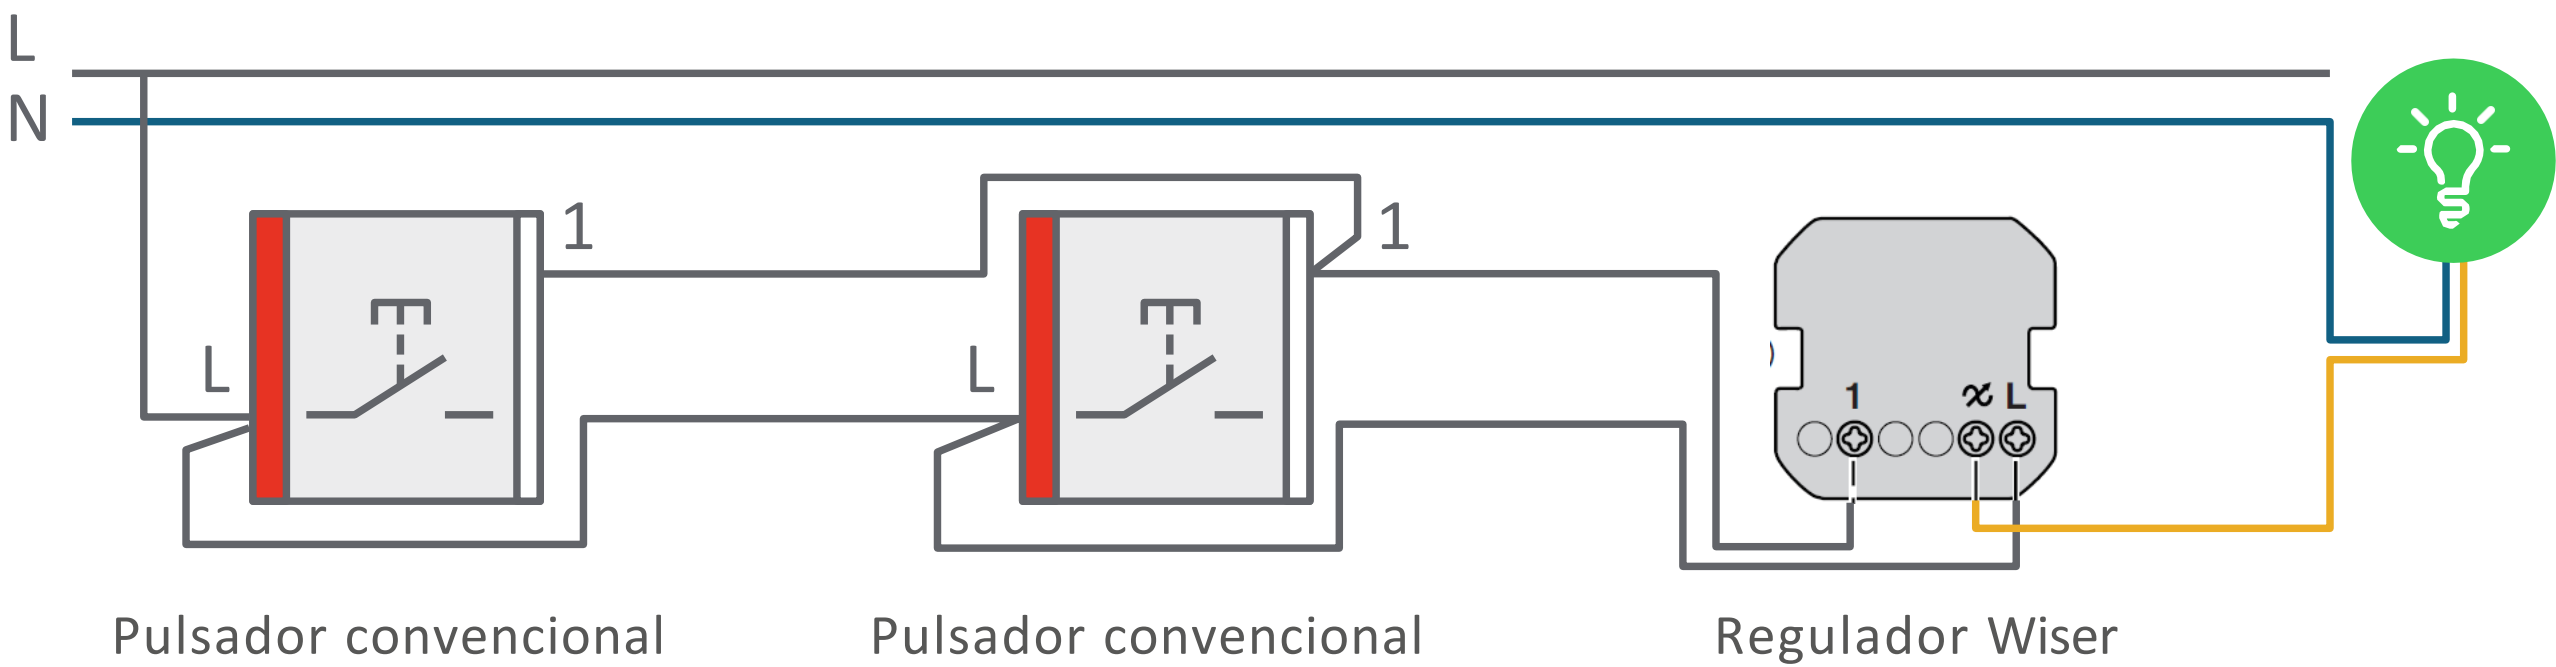 L
N
1
1
L
L
1 L
Pulsador convencional
Pulsador convencional
Regulador Wiser